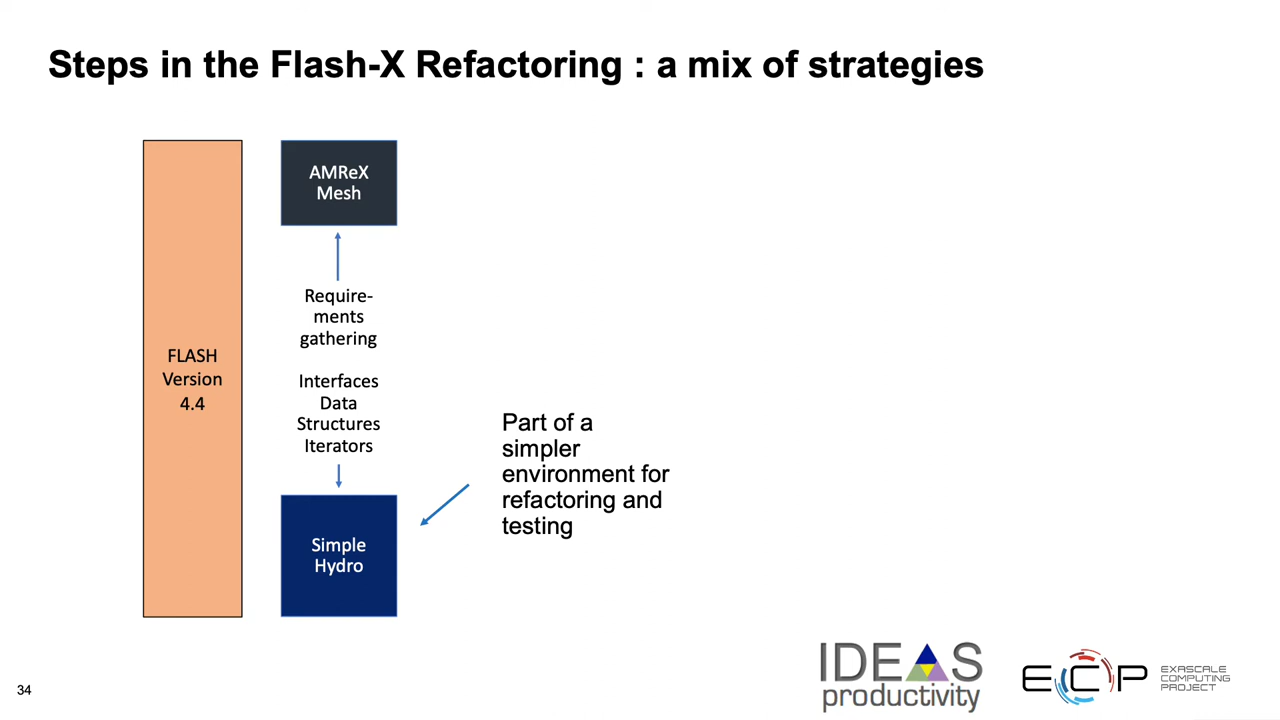 Steps in the Flash-X Refactoring : a mix of strategies
FLASH
Version
4.4
AMReX
Mesh
Require-
ments
gathering
Interfaces
Data
Structures
Iterators
Simple
Hydro
Part of a
simpler
environment for
refactoring and
testing
34
IDEAS
productivity
ECP
EXASCALE
COMPUTING
PROJECT